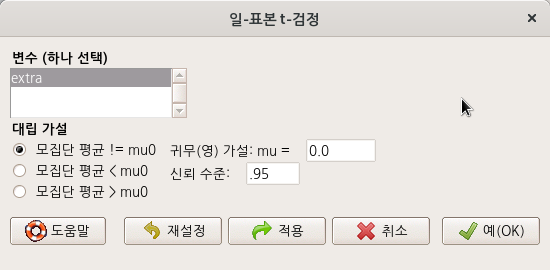 일-표본 t-검정
변수 (하나 선택)
extra
대립 가설
모집단 평균 != mu0 귀무(영) 가설: mu = 0.0
모집단 평균 < mu0 신뢰 수준: .95
모집단 평균 > mu0
도움말 재설정 적용 취소 예(OK)